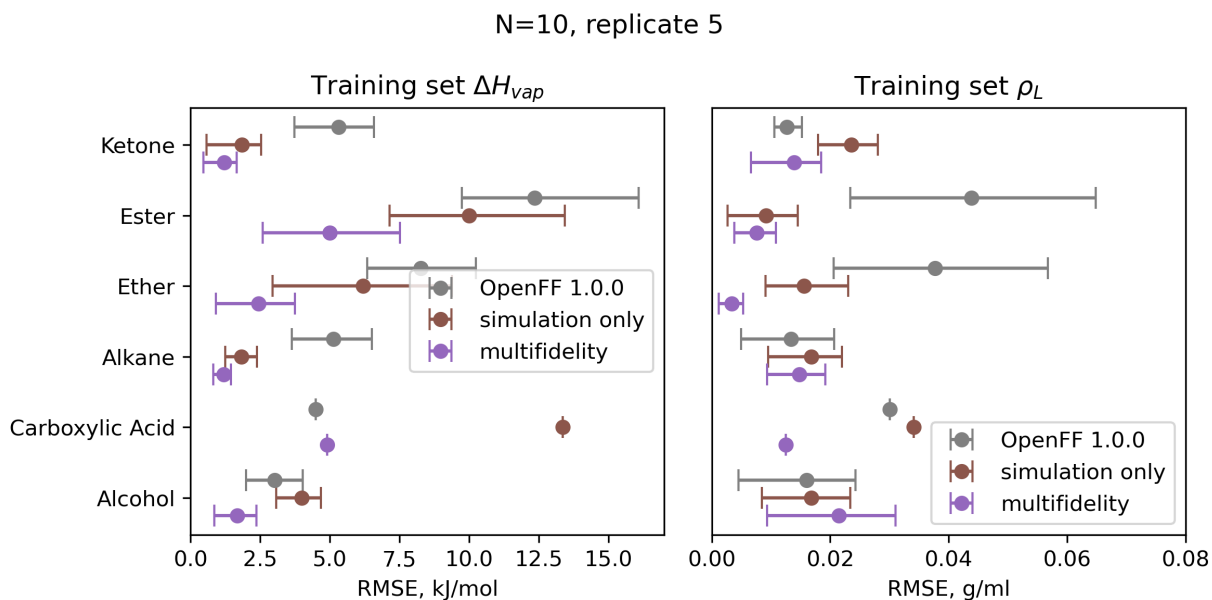 N=10, replicate 5
Training set ΔH_vap
Ketone
Ester
Ether
Alkane
Carboxylic Acid
Alcohol
OpenFF 1.0.0
simulation only
multifidelity
0.0 2.5 5.0 7.5 10.0 12.5 15.0
RMSE, kJ/mol
Training set ρ_L
OpenFF 1.0.0
simulation only
multifidelity
0.00 0.02 0.04 0.06 0.08
RMSE, g/ml